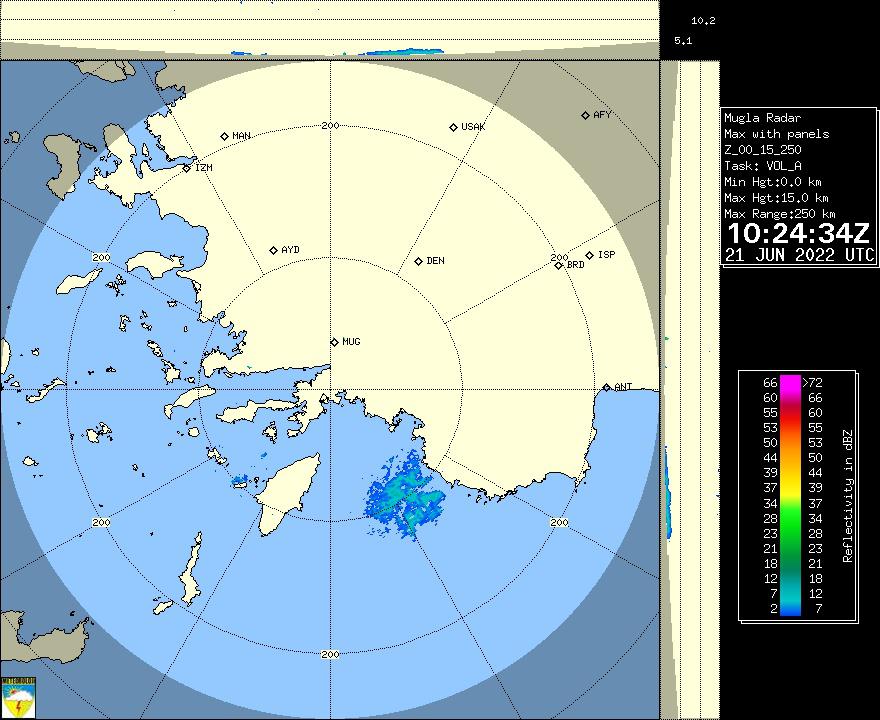 10.2
5.1
Mugla Radar
Max with panels
Z_00_15_250
Task: VOL_A
Min Hgt:0.0 km
Max Hgt:15.0 km
Max Range:250 km
10:24:34Z
21 JUN 2022 UTC
AFY
200
USAK
MAN
IZM
AYD
200
DEN
200
ISP
BRD
MUG
ANT
200
200
200
66 >72
60 66
55 60
53 55
50 53
44 50
39 44
37 39
34 37
28 34
23 28
21 23
18 21
12 18
7 12
2 7
Reflectivity in dBZ